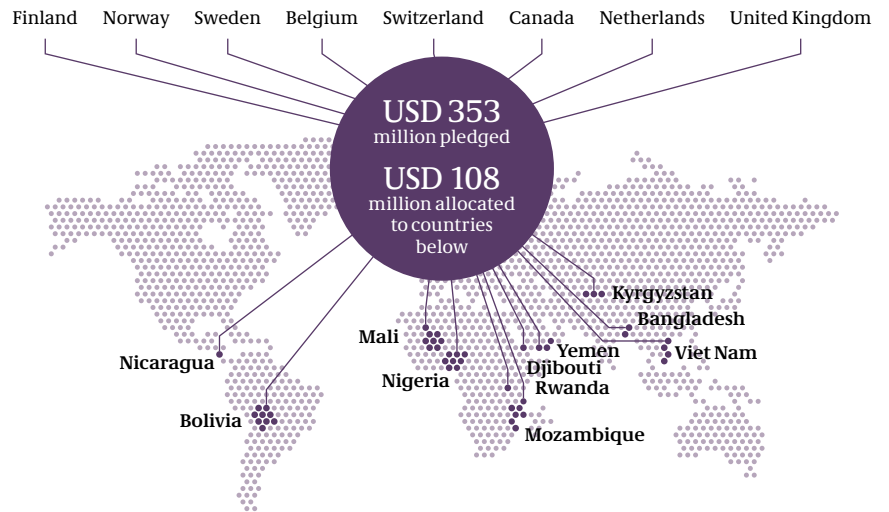 Finland Norway Sweden Belgium Switzerland Canada Netherlands United Kingdom
USD 353
million pledged
USD 108
million allocated
to countries
below
Kyrgyzstan
Bangladesh
Mali
Yemen
Viet Nam
Nicaragua
Djibouti
Nigeria
Rwanda
Bolivia
Mozambique